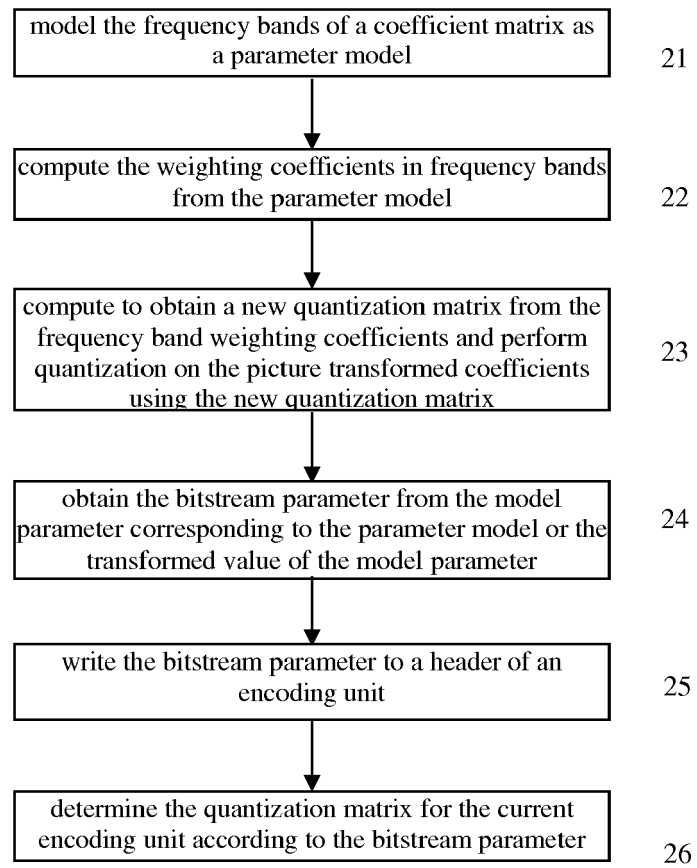 model the frequency bands of a coefficient matrix as
a parameter model
21
compute the weighting coefficients in frequency bands
from the parameter model
22
compute to obtain a new quantization matrix from the
frequency band weighting coefficients and perform
quantization on the picture transformed coefficients
using the new quantization matrix
23
obtain the bitstream parameter from the model
parameter corresponding to the parameter model or the
transformed value of the model parameter
24
write the bitstream parameter to a header of an
encoding unit
25
determine the quantization matrix for the current
encoding unit according to the bitstream parameter
26